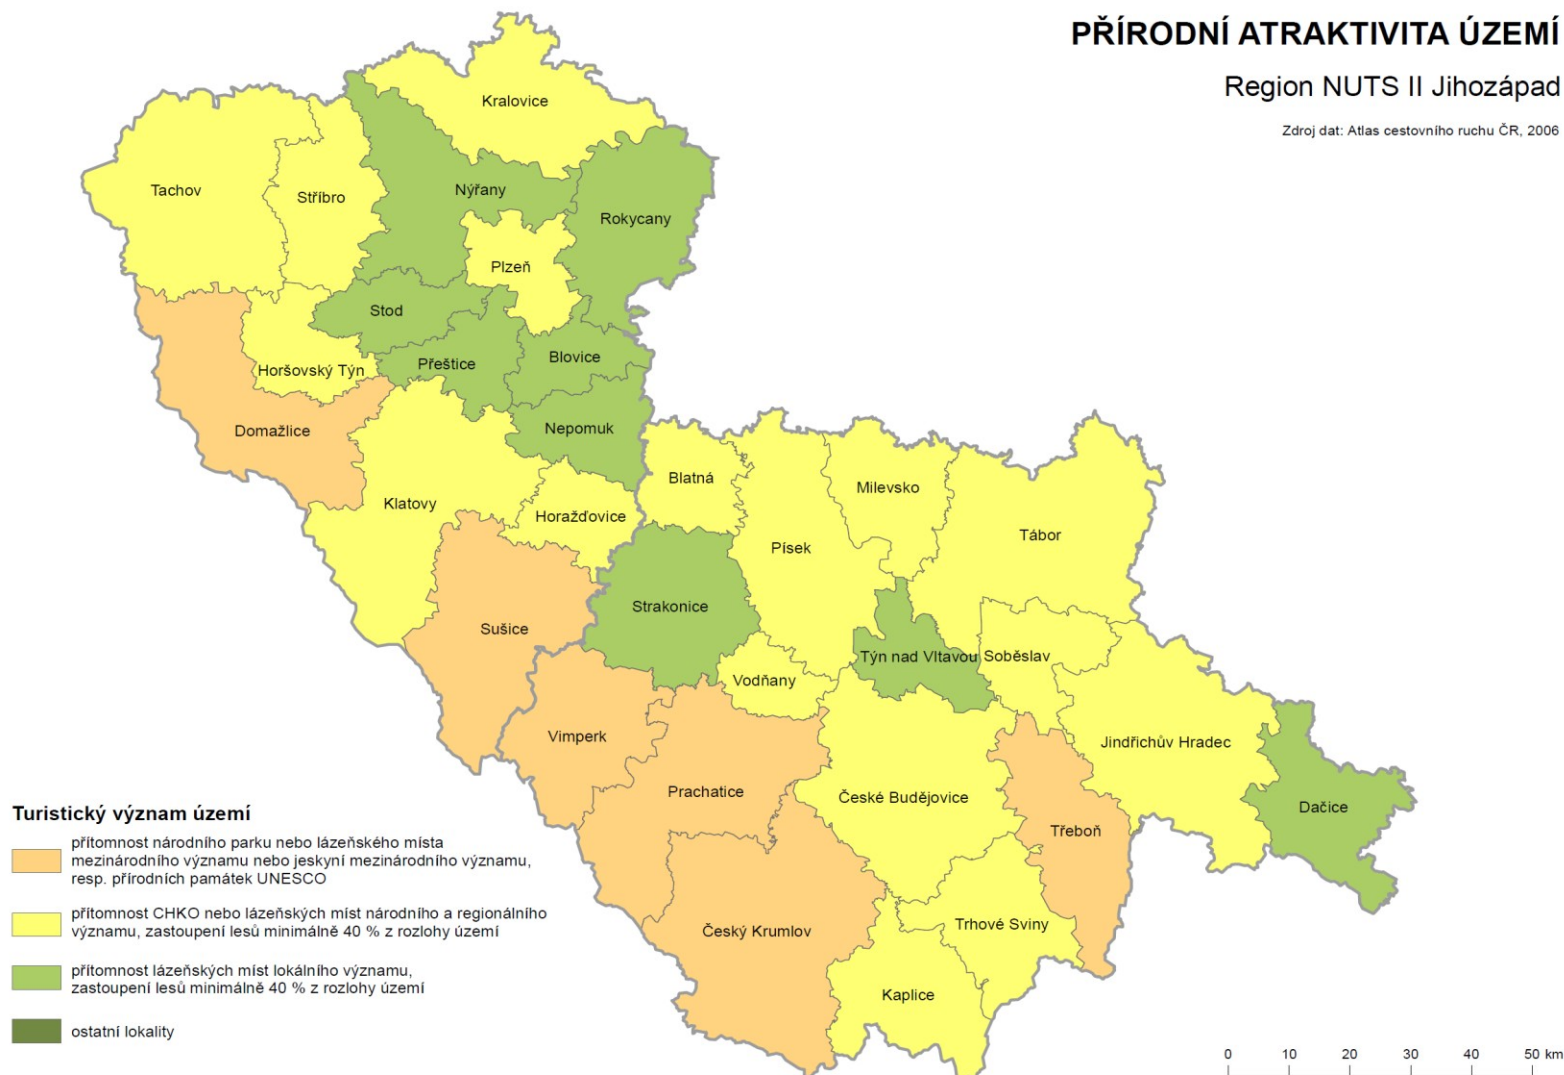 PŘÍRODNÍ ATRAKTIVITA ÚZEMÍ
Region NUTS II Jihozápad
Zdroj dat: Atlas cestovního ruchu ČR, 2006
Kralovice
Tachov
Stříbro
Nýřany
Rokycany
Plzeň
Stod
Přeštice
Blovice
Horšovský Týn
Domažlice
Nepomuk
Klatovy
Horažďovice
Blatná
Milevsko
Písek
Tábor
Strakonice
Sušice
Týn nad Vltavou
Soběslav
Vodňany
Vimperk
Jindřichův Hradec
Prachatice
České Budějovice
Dačice
Třeboň
Český Krumlov
Trhové Sviny
Kaplice
Turistický význam území
přítomnost národního parku nebo lázeňského místa
mezinárodního významu nebo jeskyní mezinárodního významu,
resp. přírodních památek UNESCO
přítomnost CHKO nebo lázeňských míst národního a regionálního
významu, zastoupení lesů minimálně 40 % z rozlohy území
přítomnost lázeňských míst lokálního významu,
zastoupení lesů minimálně 40 % z rozlohy území
ostatní lokality
0 10 20 30 40 50 km